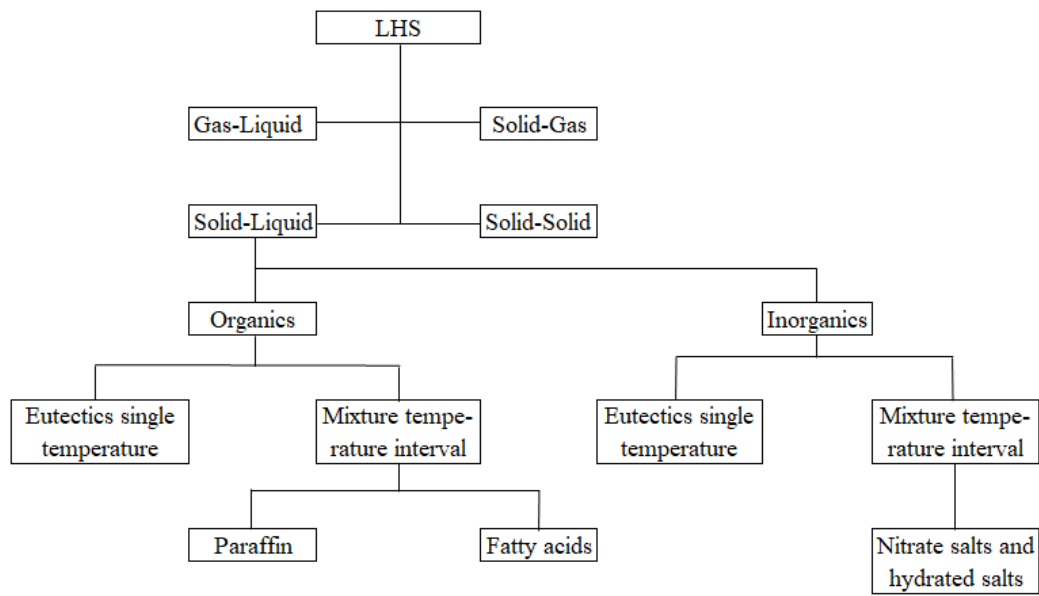 LHS
Gas-Liquid
Solid-Gas
Solid-Liquid
Solid-Solid
Organics
Inorganics
Eutectics single
temperature
Mixture tempe-
rature interval
Eutectics single
temperature
Mixture tempe-
rature interval
Paraffin
Fatty acids
Nitrate salts and
hydrated salts